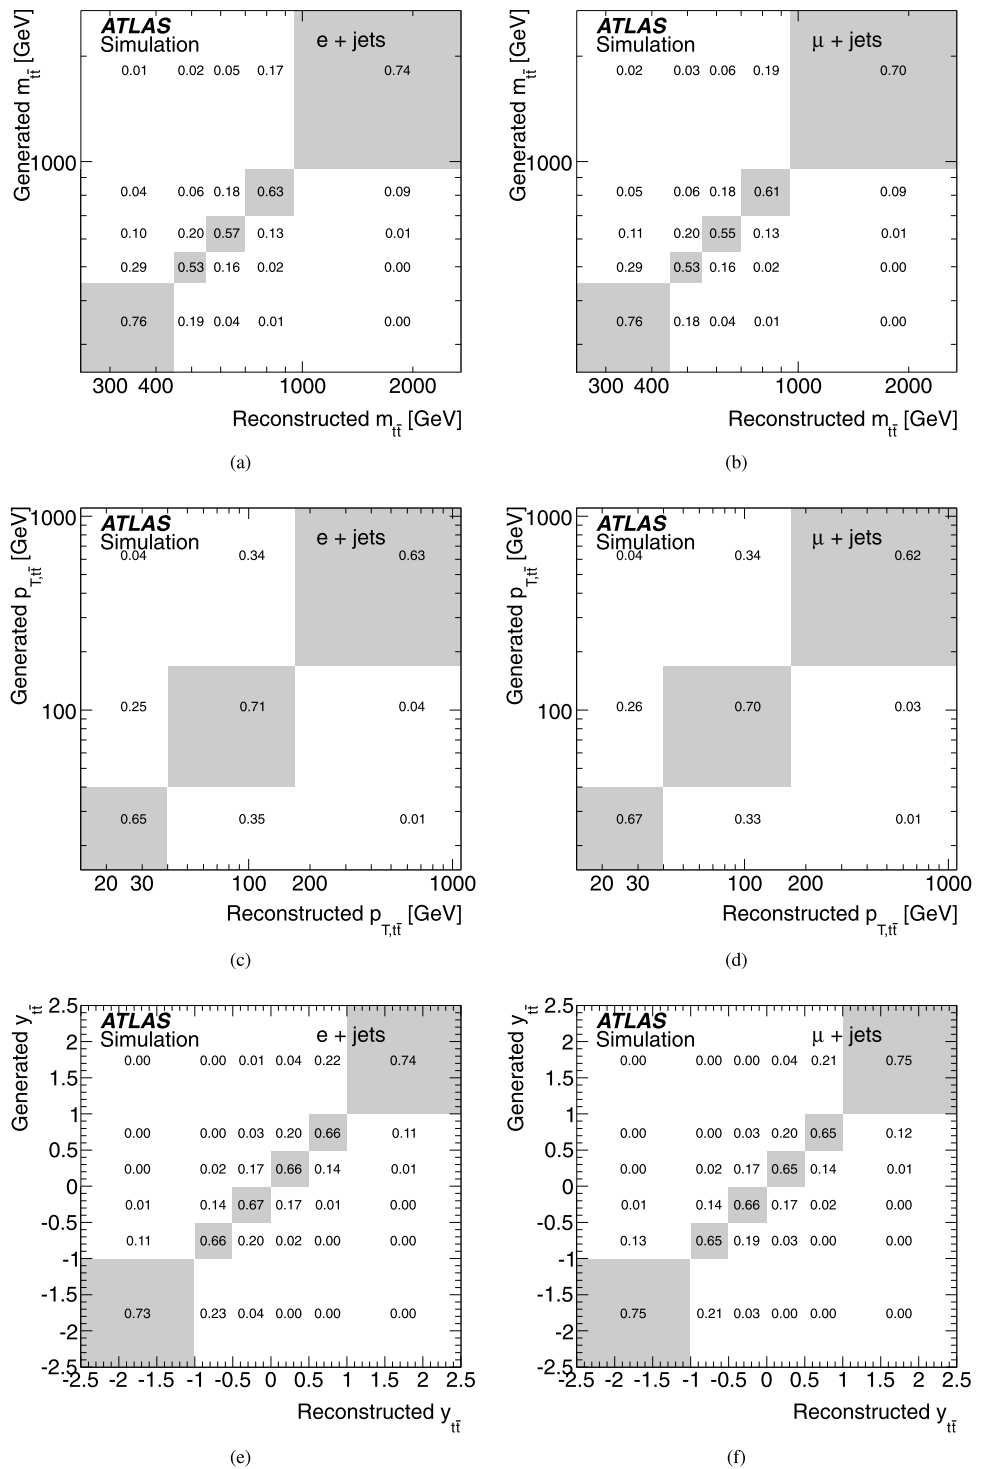 ATLAS
Simulation
e + jets
Generated m_tt̄ [GeV]
0.01 0.02 0.05 0.17 0.74
1000
0.04 0.06 0.18 0.63 0.09
0.10 0.20 0.57 0.13 0.01
0.29 0.53 0.16 0.02 0.00
0.76 0.19 0.04 0.01 0.00
300 400 1000 2000
Reconstructed m_tt̄ [GeV]
(a)
ATLAS
Simulation
μ + jets
Generated m_tt̄ [GeV]
0.02 0.03 0.06 0.19 0.70
1000
0.05 0.06 0.18 0.61 0.09
0.11 0.20 0.55 0.13 0.01
0.29 0.53 0.16 0.02 0.00
0.76 0.18 0.04 0.01 0.00
300 400 1000 2000
Reconstructed m_tt̄ [GeV]
(b)
1000
ATLAS
Simulation
e + jets
Generated p_T,tt̄ [GeV]
0.04 0.34 0.63
100
0.25 0.71 0.04
0.65 0.35 0.01
20 30 100 200 1000
Reconstructed p_T,tt̄ [GeV]
(c)
1000
ATLAS
Simulation
μ + jets
Generated p_T,tt̄ [GeV]
0.04 0.34 0.62
100
0.26 0.70 0.03
0.67 0.33 0.01
20 30 100 200 1000
Reconstructed p_T,tt̄ [GeV]
(d)
Generated y_tt̄
2.5
ATLAS
Simulation
e + jets
2
0.00 0.00 0.01 0.04 0.22 0.74
1.5
1
0.00 0.00 0.03 0.20 0.66 0.11
0.5
0.00 0.02 0.17 0.66 0.14 0.01
0
0.01 0.14 0.67 0.17 0.01 0.00
-0.5
0.11 0.66 0.20 0.02 0.00 0.00
-1
-1.5
0.73 0.23 0.04 0.00 0.00 0.00
-2
-2.5
-2.5 -2 -1.5 -1 -0.5 0 0.5 1 1.5 2 2.5
Reconstructed y_tt̄
(e)
Generated y_tt̄
2.5
ATLAS
Simulation
μ + jets
2
0.00 0.00 0.00 0.04 0.21 0.75
1.5
1
0.00 0.00 0.03 0.20 0.65 0.12
0.5
0.00 0.02 0.17 0.65 0.14 0.01
0
0.01 0.14 0.66 0.17 0.02 0.00
-0.5
0.13 0.65 0.19 0.03 0.00 0.00
-1
-1.5
0.75 0.21 0.03 0.00 0.00 0.00
-2
-2.5
-2.5 -2 -1.5 -1 -0.5 0 0.5 1 1.5 2 2.5
Reconstructed y_tt̄
(f)